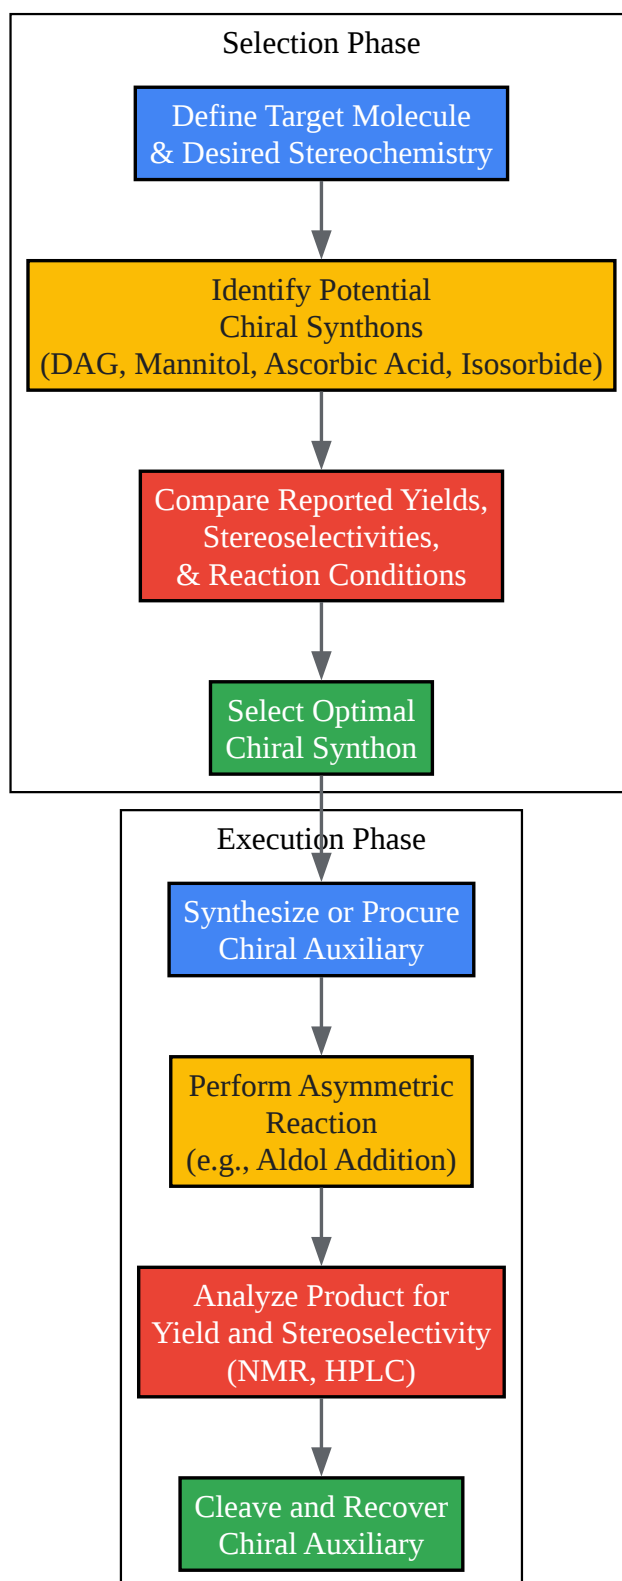 Selection Phase
Define Target Molecule
& Desired Stereochemistry
Identify Potential
Chiral Synthons
(DAG, Mannitol, Ascorbic Acid, Isosorbide)
Compare Reported Yields,
Stereoselectivities,
& Reaction Conditions
Select Optimal
Chiral Synthon
Execution Phase
Synthesize or Procure
Chiral Auxiliary
Perform Asymmetric
Reaction
(e.g., Aldol Addition)
Analyze Product for
Yield and Stereoselectivity
(NMR, HPLC)
Cleave and Recover
Chiral Auxiliary